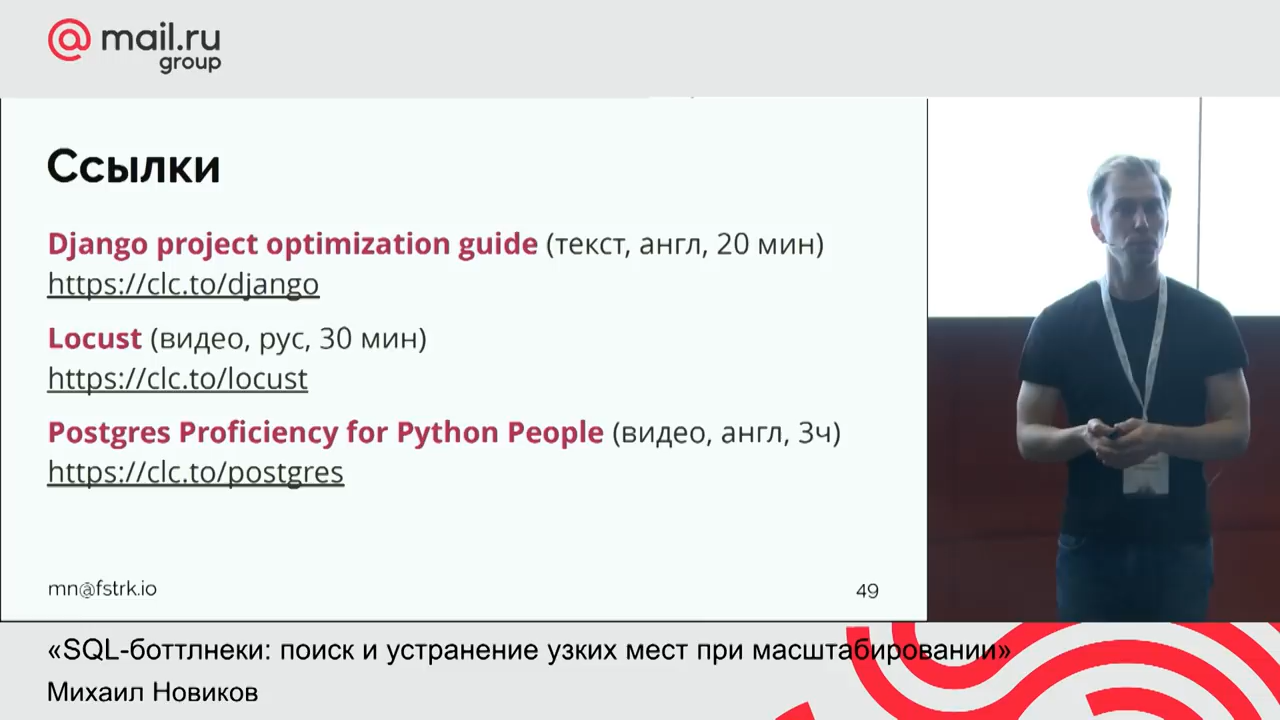 @mail.ru
group
Ссылки
Django project optimization guide (текст, англ, 20 мин)
https://clc.to/django
Locust (видео, рус, 30 мин)
https://clc.to/locust
Postgres Proficiency for Python People (видео, англ, 3ч)
https://clc.to/postgres
mn@fstrk.io
49
«SQL-боттлнеки: поиск и устранение узких мест при масштабировании»
Михаил Новиков